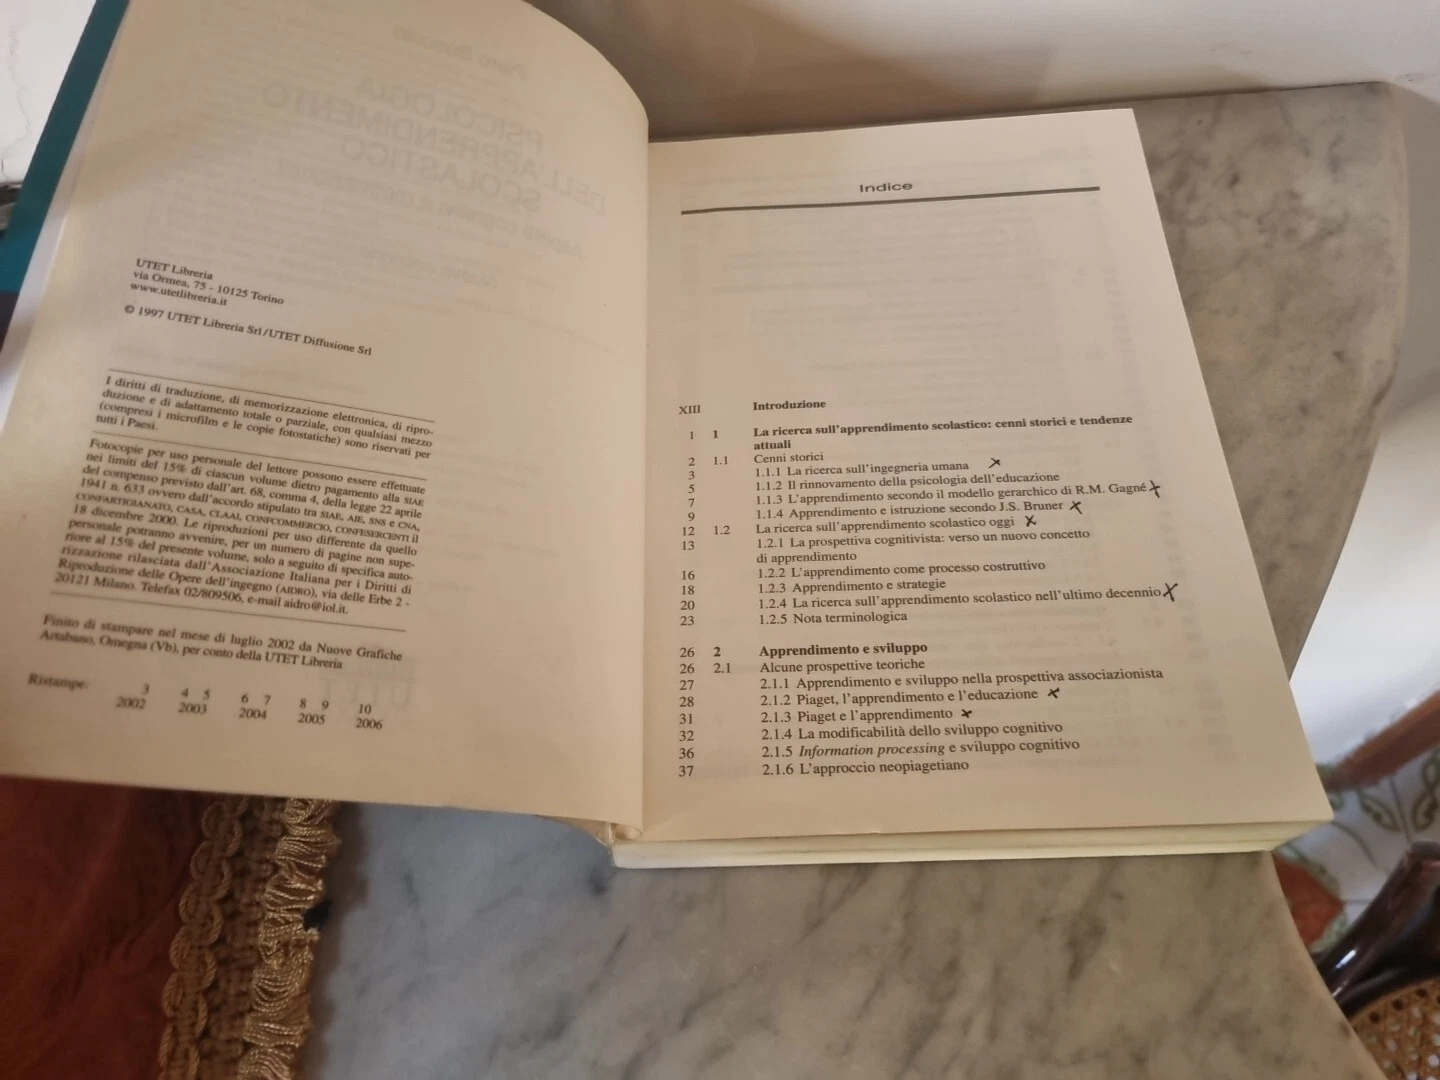 UTET Libreria
via Ormea, 75 - 10125 Torino
www.utetlibreria.it
© 1997 UTET Libreria Srl/UTET Diffusione Srl
I diritti di traduzione, di memorizzazione elettronica, di ripro-
duzione e di adattamento totale o parziale, con qualsiasi mezzo
(compresi i microfilm e le copie fotostatiche) sono riservati per
tutti i Paesi.
Fotocopie per uso personale del lettore possono essere effettuate
nei limiti del 15% di ciascun volume dietro pagamento alla SIAE
del compenso previsto dall'art. 68, comma 4, della legge 22 aprile
1941 n. 633 ovvero dall'accordo stipulato tra SIAE, AIE, SNS e CNA,
CONFARTIGIANATO, CASA, CLAAI, CONFCOMMERCIO, CONFESERCENTI il
18 dicembre 2000. Le riproduzioni per uso differente da quello
personale potranno avvenire, per un numero di pagine non supe-
riore al 15% del presente volume, solo a seguito di specifica auto-
rizzazione rilasciata dall'Associazione Italiana per i Diritti di
Riproduzione delle Opere dell'ingegno (AIDRO), via delle Erbe 2 -
20121 Milano. Telefax 02/809506, e-mail aidro@iol.it.
Finito di stampare nel mese di luglio 2002 da Nuove Grafiche
Artabano, Omegna (Vb), per conto della UTET Libreria
Ristampe: 3 4 5 6 7 8 9 10
2002 2003 2004 2005 2006
Indice
XIII Introduzione
1 1 La ricerca sull'apprendimento scolastico: cenni storici e tendenze
attuali
2 1.1 Cenni storici
3 1.1.1 La ricerca sull'ingegneria umana
5 1.1.2 Il rinnovamento della psicologia dell'educazione
7 1.1.3 L'apprendimento secondo il modello gerarchico di R.M. Gagné
9 1.1.4 Apprendimento e istruzione secondo J.S. Bruner
12 1.2 La ricerca sull'apprendimento scolastico oggi
13 1.2.1 La prospettiva cognitivista: verso un nuovo concetto
di apprendimento
16 1.2.2 L'apprendimento come processo costruttivo
18 1.2.3 Apprendimento e strategie
20 1.2.4 La ricerca sull'apprendimento scolastico nell'ultimo decennio
23 1.2.5 Nota terminologica
26 2 Apprendimento e sviluppo
26 2.1 Alcune prospettive teoriche
27 2.1.1 Apprendimento e sviluppo nella prospettiva associazionista
28 2.1.2 Piaget, l'apprendimento e l'educazione
31 2.1.3 Piaget e l'apprendimento
32 2.1.4 La modificabilità dello sviluppo cognitivo
36 2.1.5 Information processing e sviluppo cognitivo
37 2.1.6 L'approccio neopiagetiano